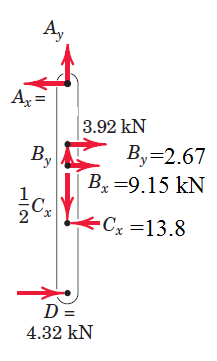 A_y
A_x =
3.92 kN
B_y
B_y=2.67
B_x =9.15 kN
1/2 C_x
C_x =13.8
D =
4.32 kN